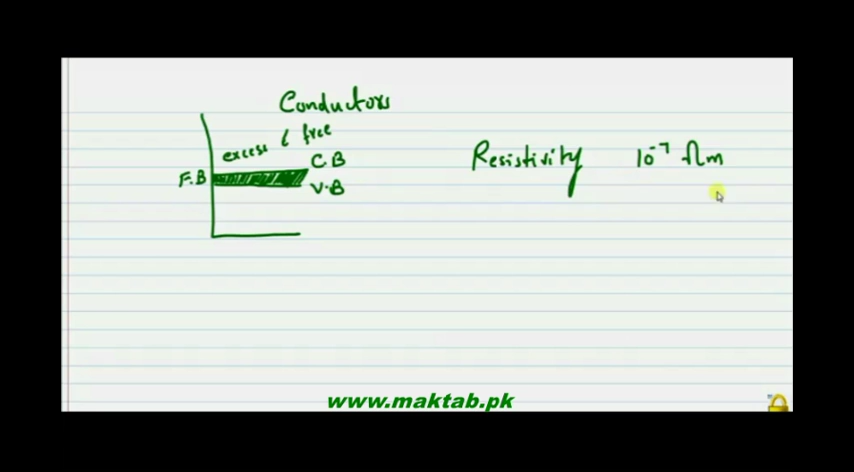 Conductors
excess & free
C.B
F.B
V.B
Resistivity 10⁻⁷ Ωm
www.maktab.pk